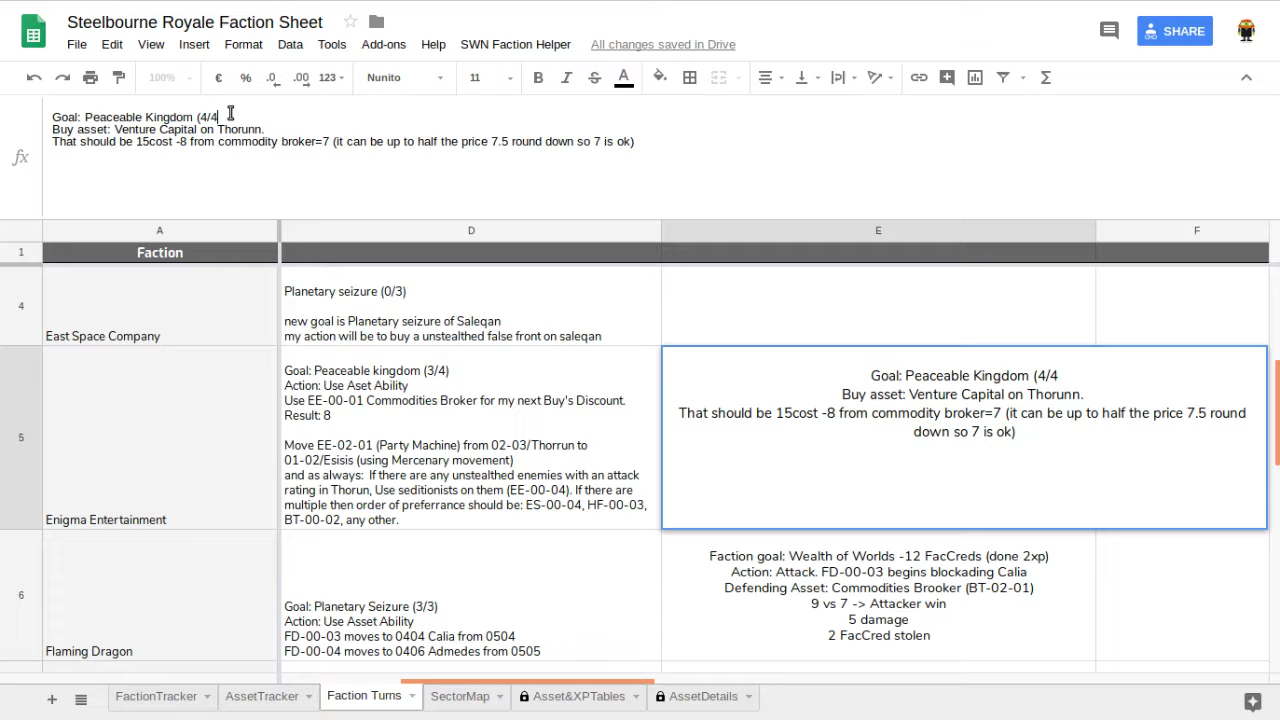 Steelbourne Royale Faction Sheet
File Edit View Insert Format Data Tools Add-ons Help SWN Faction Helper All changes saved in Drive
SHARE
100% € % .0 .00 123 Nunito 11 B I S A
Goal: Peaceable Kingdom (4/4
Buy asset: Venture Capital on Thorunn.
That should be 15cost -8 from commodity broker=7 (it can be up to half the price 7.5 round down so 7 is ok)
fx
A D E F
1 Faction
4
Planetary seizure (0/3)
new goal is Planetary seizure of Saleqan
my action will be to buy a unstealthed false front on saleqan
East Space Company
5
Goal: Peaceable kingdom (3/4)
Action: Use Aset Ability
Use EE-00-01 Commodities Broker for my next Buy's Discount.
Result: 8
Move EE-02-01 (Party Machine) from 02-03/Thorrun to
01-02/Esisis (using Mercenary movement)
and as always: If there are any unstealthed enemies with an attack
rating in Thorun, Use seditionists on them (EE-00-04). If there are
multiple then order of preferrance should be: ES-00-04, HF-00-03,
BT-00-02, any other.
Enigma Entertainment
Goal: Peaceable Kingdom (4/4
Buy asset: Venture Capital on Thorunn.
That should be 15cost -8 from commodity broker=7 (it can be up to half the price 7.5 round
down so 7 is ok)
6
Goal: Planetary Seizure (3/3)
Action: Use Asset Ability
FD-00-03 moves to 0404 Calia from 0504
FD-00-04 moves to 0406 Admedes from 0505
Flaming Dragon
Faction goal: Wealth of Worlds -12 FacCreds (done 2xp)
Action: Attack. FD-00-03 begins blockading Calia
Defending Asset: Commodities Brooker (BT-02-01)
9 vs 7 -> Attacker win
5 damage
2 FacCred stolen
FactionTracker AssetTracker Faction Turns SectorMap Asset&XPTables AssetDetails